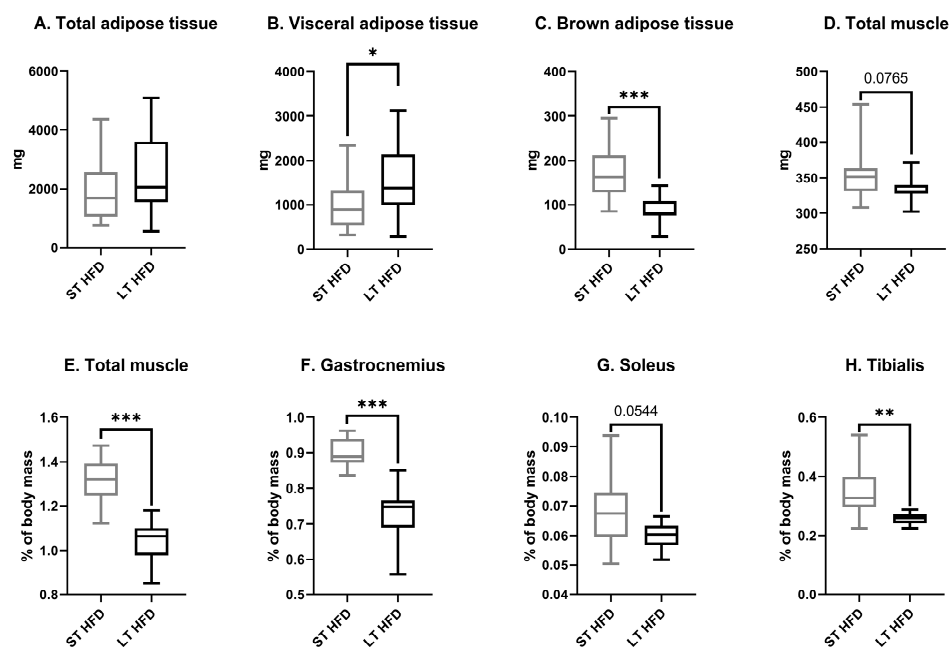 A. Total adipose tissue
mg
6000
4000
2000
0
ST HFD
LT HFD
B. Visceral adipose tissue
*
mg
4000
3000
2000
1000
0
ST HFD
LT HFD
C. Brown adipose tissue
***
mg
400
300
200
100
0
ST HFD
LT HFD
D. Total muscle
0.0765
mg
500
450
400
350
300
250
ST HFD
LT HFD
E. Total muscle
***
% of body mass
1.6
1.4
1.2
1.0
0.8
ST HFD
LT HFD
F. Gastrocnemius
***
% of body mass
1.0
0.9
0.8
0.7
0.6
0.5
ST HFD
LT HFD
G. Soleus
0.0544
% of body mass
0.10
0.09
0.08
0.07
0.06
0.05
0.04
ST HFD
LT HFD
H. Tibialis
**
% of body mass
0.6
0.4
0.2
0.0
ST HFD
LT HFD